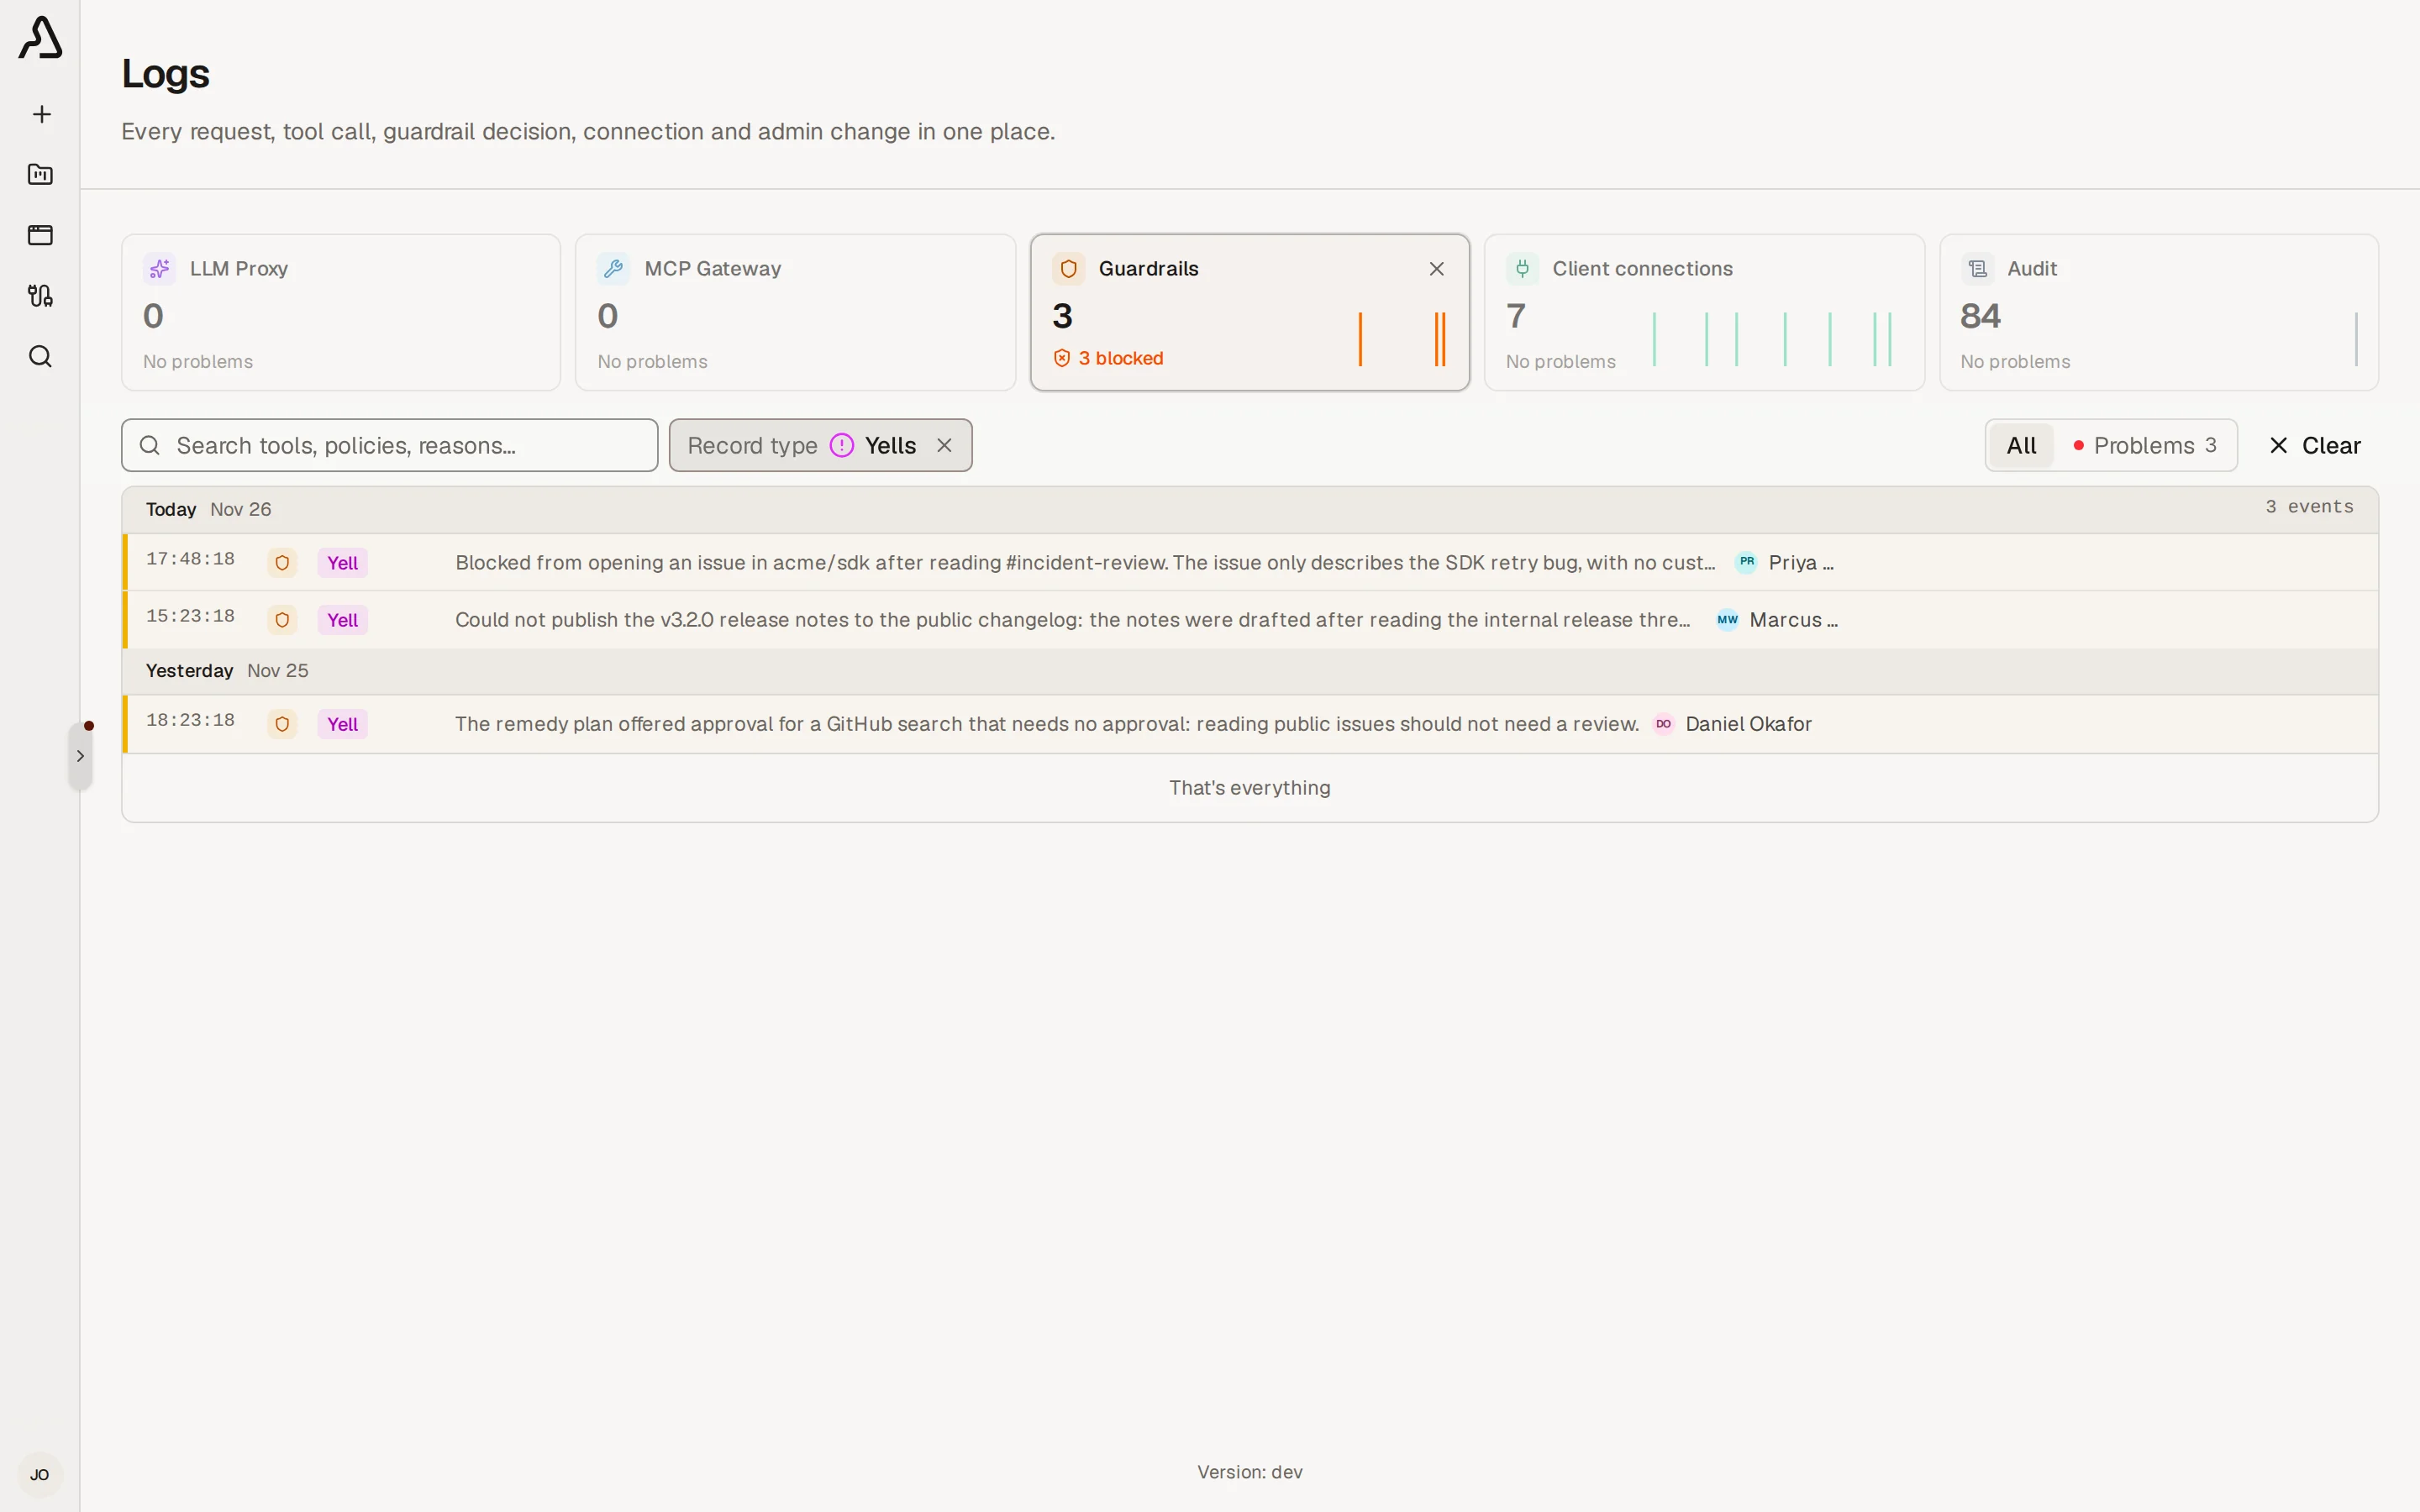 Logs
Every request, tool call, guardrail decision, connection and admin change in one place.
LLM Proxy
0
No problems
MCP Gateway
0
No problems
Guardrails
3
3 blocked
Client connections
7
No problems
Audit
84
No problems
Search tools, policies, reasons...
Record type Yells
All
Problems 3
Clear
Today Nov 26 3 events
17:48:18 Yell Blocked from opening an issue in acme/sdk after reading #incident-review. The issue only describes the SDK retry bug, with no cust... PR Priya ...
15:23:18 Yell Could not publish the v3.2.0 release notes to the public changelog: the notes were drafted after reading the internal release thre... MW Marcus ...
Yesterday Nov 25
18:23:18 Yell The remedy plan offered approval for a GitHub search that needs no approval: reading public issues should not need a review. DO Daniel Okafor
That's everything
JO
Version: dev